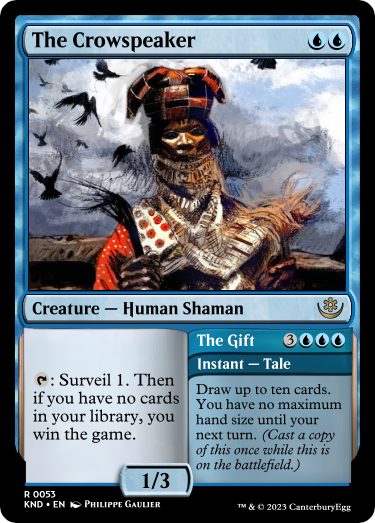 The Crowspeaker
Creature — Human Shaman
: Surveil 1. Then
if you have no cards
in your library, you
win the game.
The Gift 3
Instant — Tale
Draw up to ten cards.
You have no maximum
hand size until your
next turn. (Cast a copy
of this once while this is
on the battlefield.)
1/3
R 0053
KND • EN Philippe Gaulier
™ & © 2023 CanterburyEgg